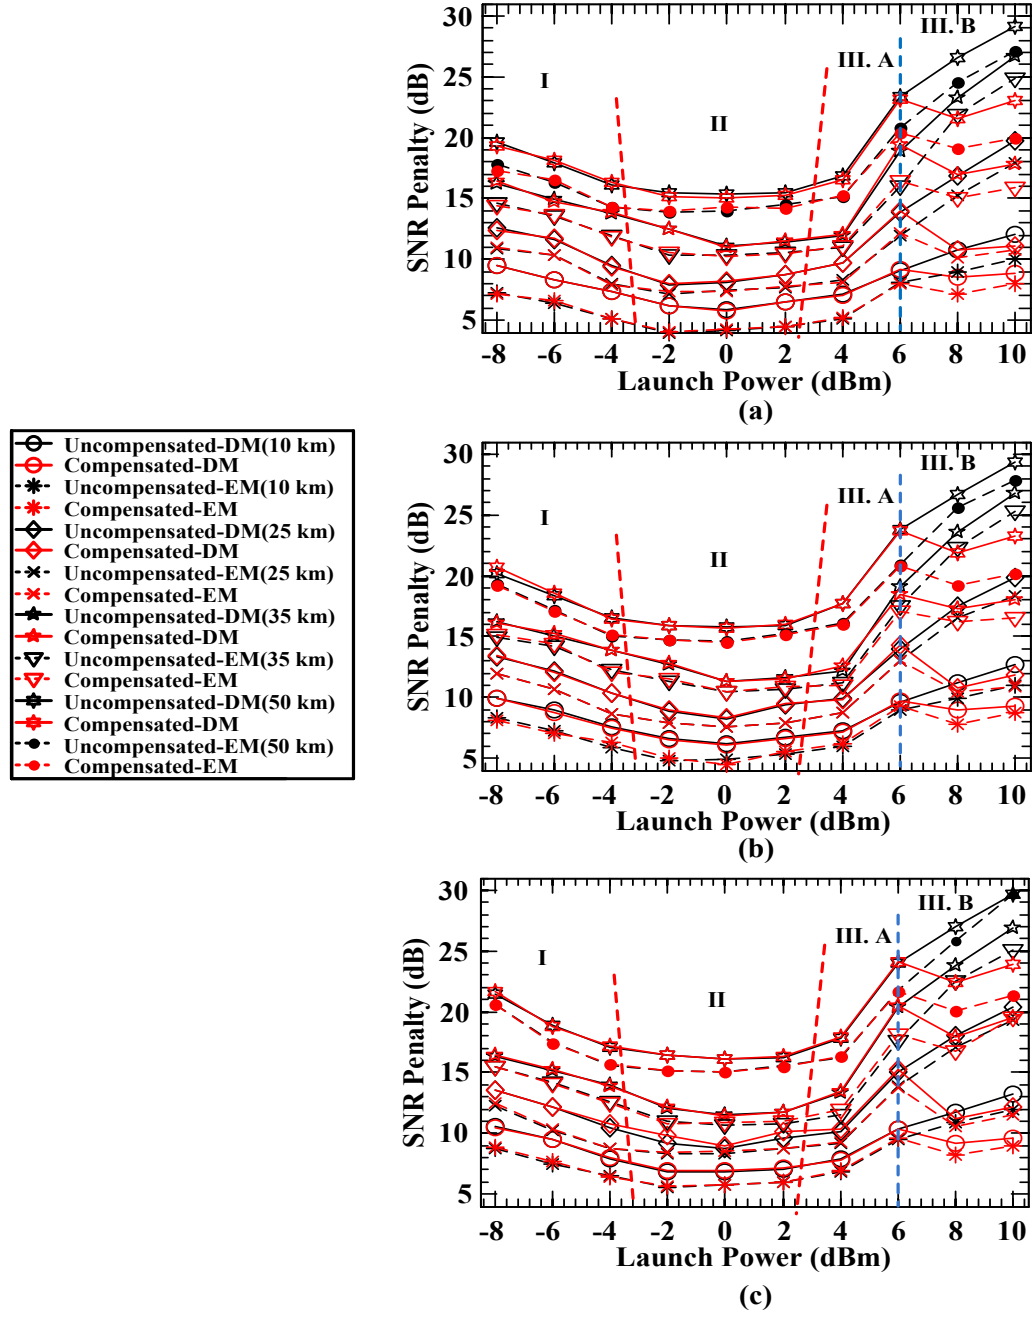 30
25
20
15
10
5
SNR Penalty (dB)
I
II
III. A
III. B
-8 -6 -4 -2 0 2 4 6 8 10
Launch Power (dBm)
(a)
Uncompensated-DM(10 km)
Compensated-DM
Uncompensated-EM(10 km)
Compensated-EM
Uncompensated-DM(25 km)
Compensated-DM
Uncompensated-EM(25 km)
Compensated-EM
Uncompensated-DM(35 km)
Compensated-DM
Uncompensated-EM(35 km)
Compensated-EM
Uncompensated-DM(50 km)
Compensated-DM
Uncompensated-EM(50 km)
Compensated-EM
30
25
20
15
10
5
SNR Penalty (dB)
I
II
III. A
III. B
-8 -6 -4 -2 0 2 4 6 8 10
Launch Power (dBm)
(b)
30
25
20
15
10
5
SNR Penalty (dB)
I
II
III. A
III. B
-8 -6 -4 -2 0 2 4 6 8 10
Launch Power (dBm)
(c)